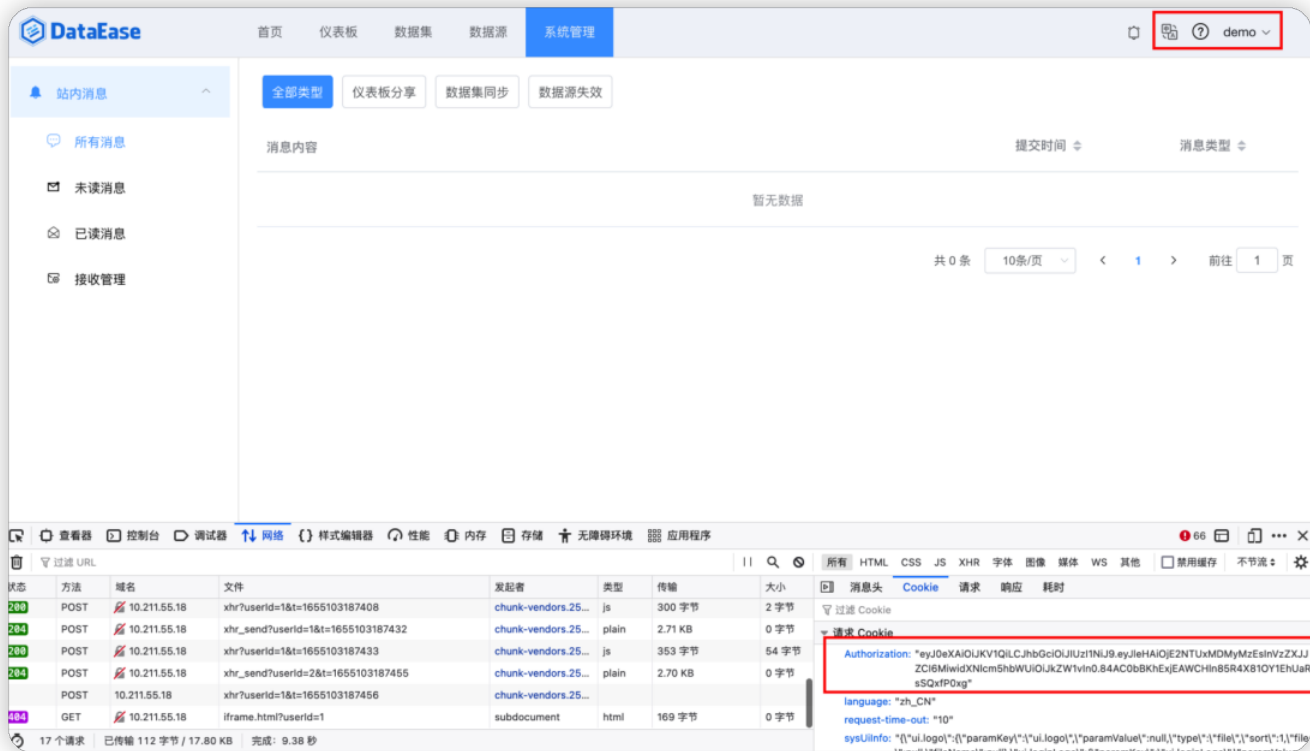 DataEase 首页 仪表板 数据集 数据源 系统管理 demo
站内消息
所有消息
未读消息
已读消息
接收管理
全部类型 仪表板分享 数据集同步 数据源失效
消息内容 提交时间 消息类型
暂无数据
共 0 条 10条/页 1 前往 1 页
查看器 控制台 调试器 网络 {} 样式编辑器 性能 内存 存储 无障碍环境 应用程序 66
过滤 URL 所有 HTML CSS JS XHR 字体 图像 媒体 WS 其他 禁用缓存 不节流
状态 方法 域名 文件 发起者 类型 传输 大小 消息头 Cookie 请求 响应 耗时
200 POST 10.211.55.18 xhr?userId=1&t=1655103187408 chunk-vendors.25... js 300 字节 2 字节
204 POST 10.211.55.18 xhr_send?userId=1&t=1655103187432 chunk-vendors.25... plain 2.71 KB 0 字节
200 POST 10.211.55.18 xhr?userId=1&t=1655103187433 chunk-vendors.25... js 353 字节 54 字节
204 POST 10.211.55.18 xhr_send?userId=2&t=1655103187455 chunk-vendors.25... plain 2.70 KB 0 字节
POST 10.211.55.18 xhr?userId=1&t=1655103187456 chunk-vendors.25...
404 GET 10.211.55.18 iframe.html?userId=1 subdocument html 169 字节 0 字节
17 个请求 已传输 112 字节 / 17.80 KB 完成：9.38 秒
过滤 Cookie
请求 Cookie
Authorization: "eyJ0eXAiOiJKV1QiLCJhbGciOiJIUzI1NiJ9.eyJleHAiOjE2NTUxMDMyMzEsInVzZXJJ
ZCI6MiwidXNlcm5hbWUiOiJkZW1vIn0.84AC0bBKhExjEAWCHIn85R4X81OY1EhUaR
sSQxfP0xg"
language: "zh_CN"
request-time-out: "10"
sysUiInfo: "{\"ui.logo\":{\"paramKey\":\"ui.logo\",\"paramValue\":null,\"type\":\"file\",\"sort\":1,\"file